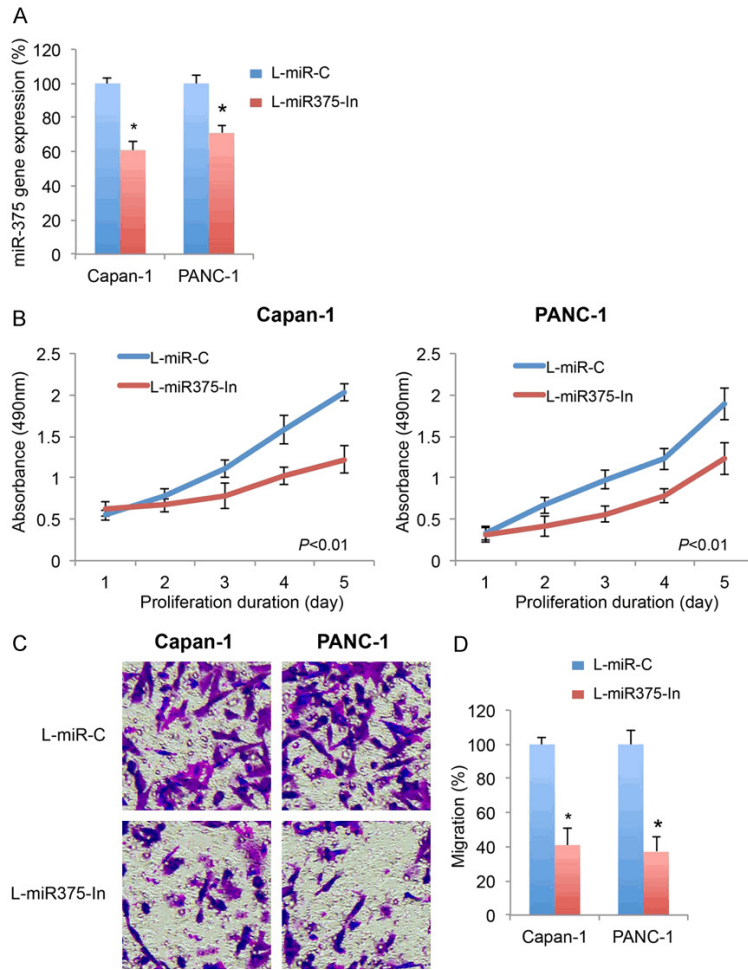 A
miR-375 gene expression (%)
120
100
80
60
40
20
0
*
*
L-miR-C
L-miR375-In
Capan-1 PANC-1
B
Capan-1
Absorbance (490nm)
2.5
2
1.5
1
0.5
0
L-miR-C
L-miR375-In
P<0.01
1 2 3 4 5
Proliferation duration (day)
PANC-1
Absorbance (490nm)
2.5
2
1.5
1
0.5
0
L-miR-C
L-miR375-In
P<0.01
1 2 3 4 5
Proliferation duration (day)
C
Capan-1 PANC-1
L-miR-C
L-miR375-In
D
L-miR-C
L-miR375-In
Migration (%)
120
100
80
60
40
20
0
*
*
Capan-1 PANC-1